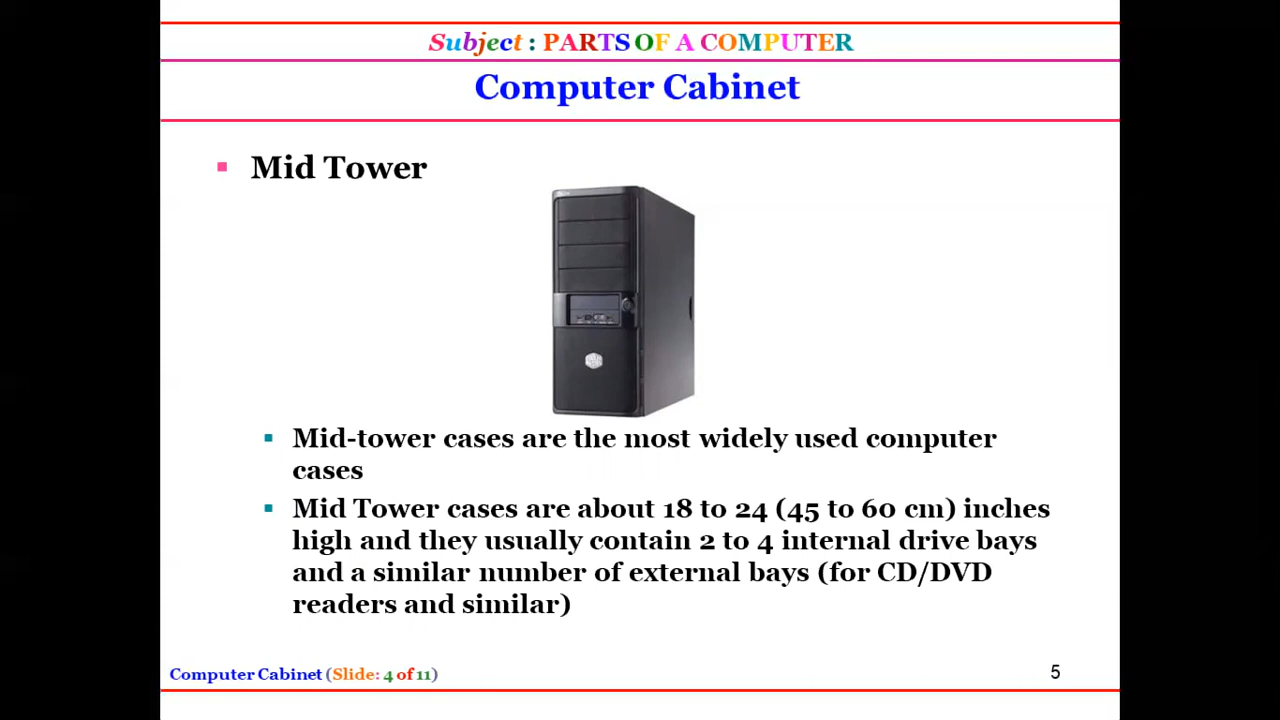 Subject : PARTS OF A COMPUTER
Computer Cabinet
Mid Tower
Mid-tower cases are the most widely used computer
cases
Mid Tower cases are about 18 to 24 (45 to 60 cm) inches
high and they usually contain 2 to 4 internal drive bays
and a similar number of external bays (for CD/DVD
readers and similar)
Computer Cabinet (Slide: 4 of 11)
5